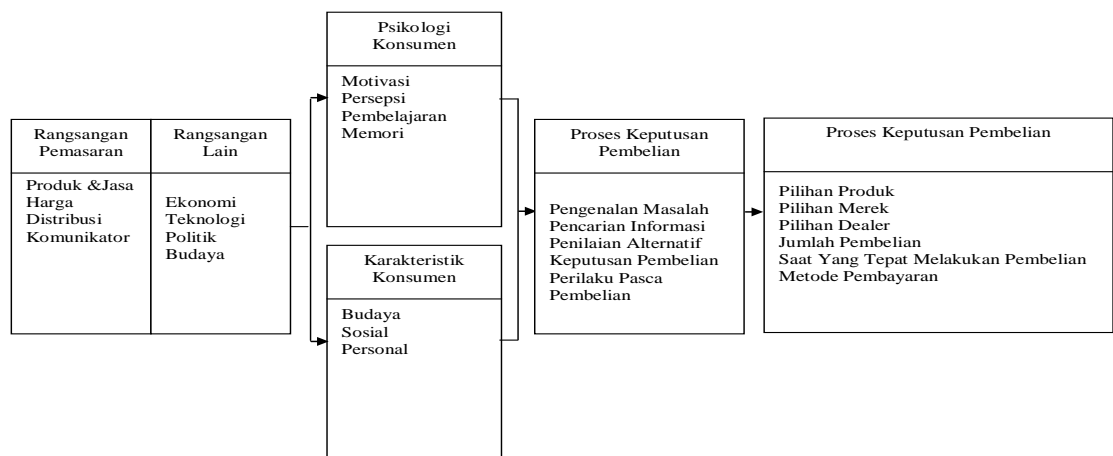 Rangsangan
Pemasaran
Produk &Jasa
Harga
Distribusi
Komunikator
Rangsangan
Lain
Ekonomi
Teknologi
Politik
Budaya
Psikologi
Konsumen
Motivasi
Persepsi
Pembelajaran
Memori
Karakteristik
Konsumen
Budaya
Sosial
Personal
Proses Keputusan
Pembelian
Pengenalan Masalah
Pencarian Informasi
Penilaian Alternatif
Keputusan Pembelian
Perilaku Pasca
Pembelian
Proses Keputusan Pembelian
Pilihan Produk
Pilihan Merek
Pilihan Dealer
Jumlah Pembelian
Saat Yang Tepat Melakukan Pembelian
Metode Pembayaran